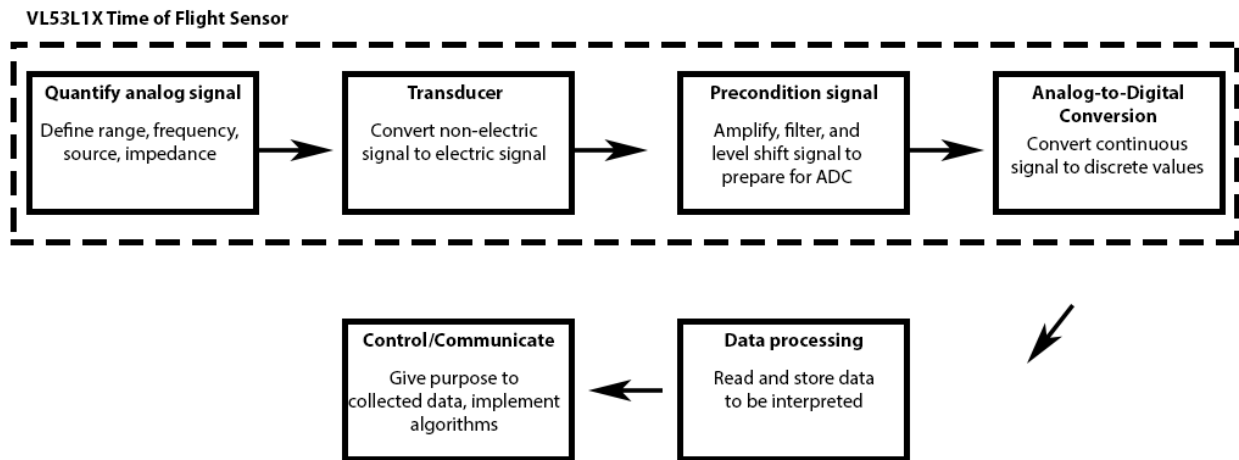 VL53L1X Time of Flight Sensor
Quantify analog signal
Define range, frequency,
source, impedance
Transducer
Convert non-electric
signal to electric signal
Precondition signal
Amplify, filter, and
level shift signal to
prepare for ADC
Analog-to-Digital
Conversion
Convert continuous
signal to discrete values
Control/Communicate
Give purpose to
collected data, implement
algorithms
Data processing
Read and store data
to be interpreted